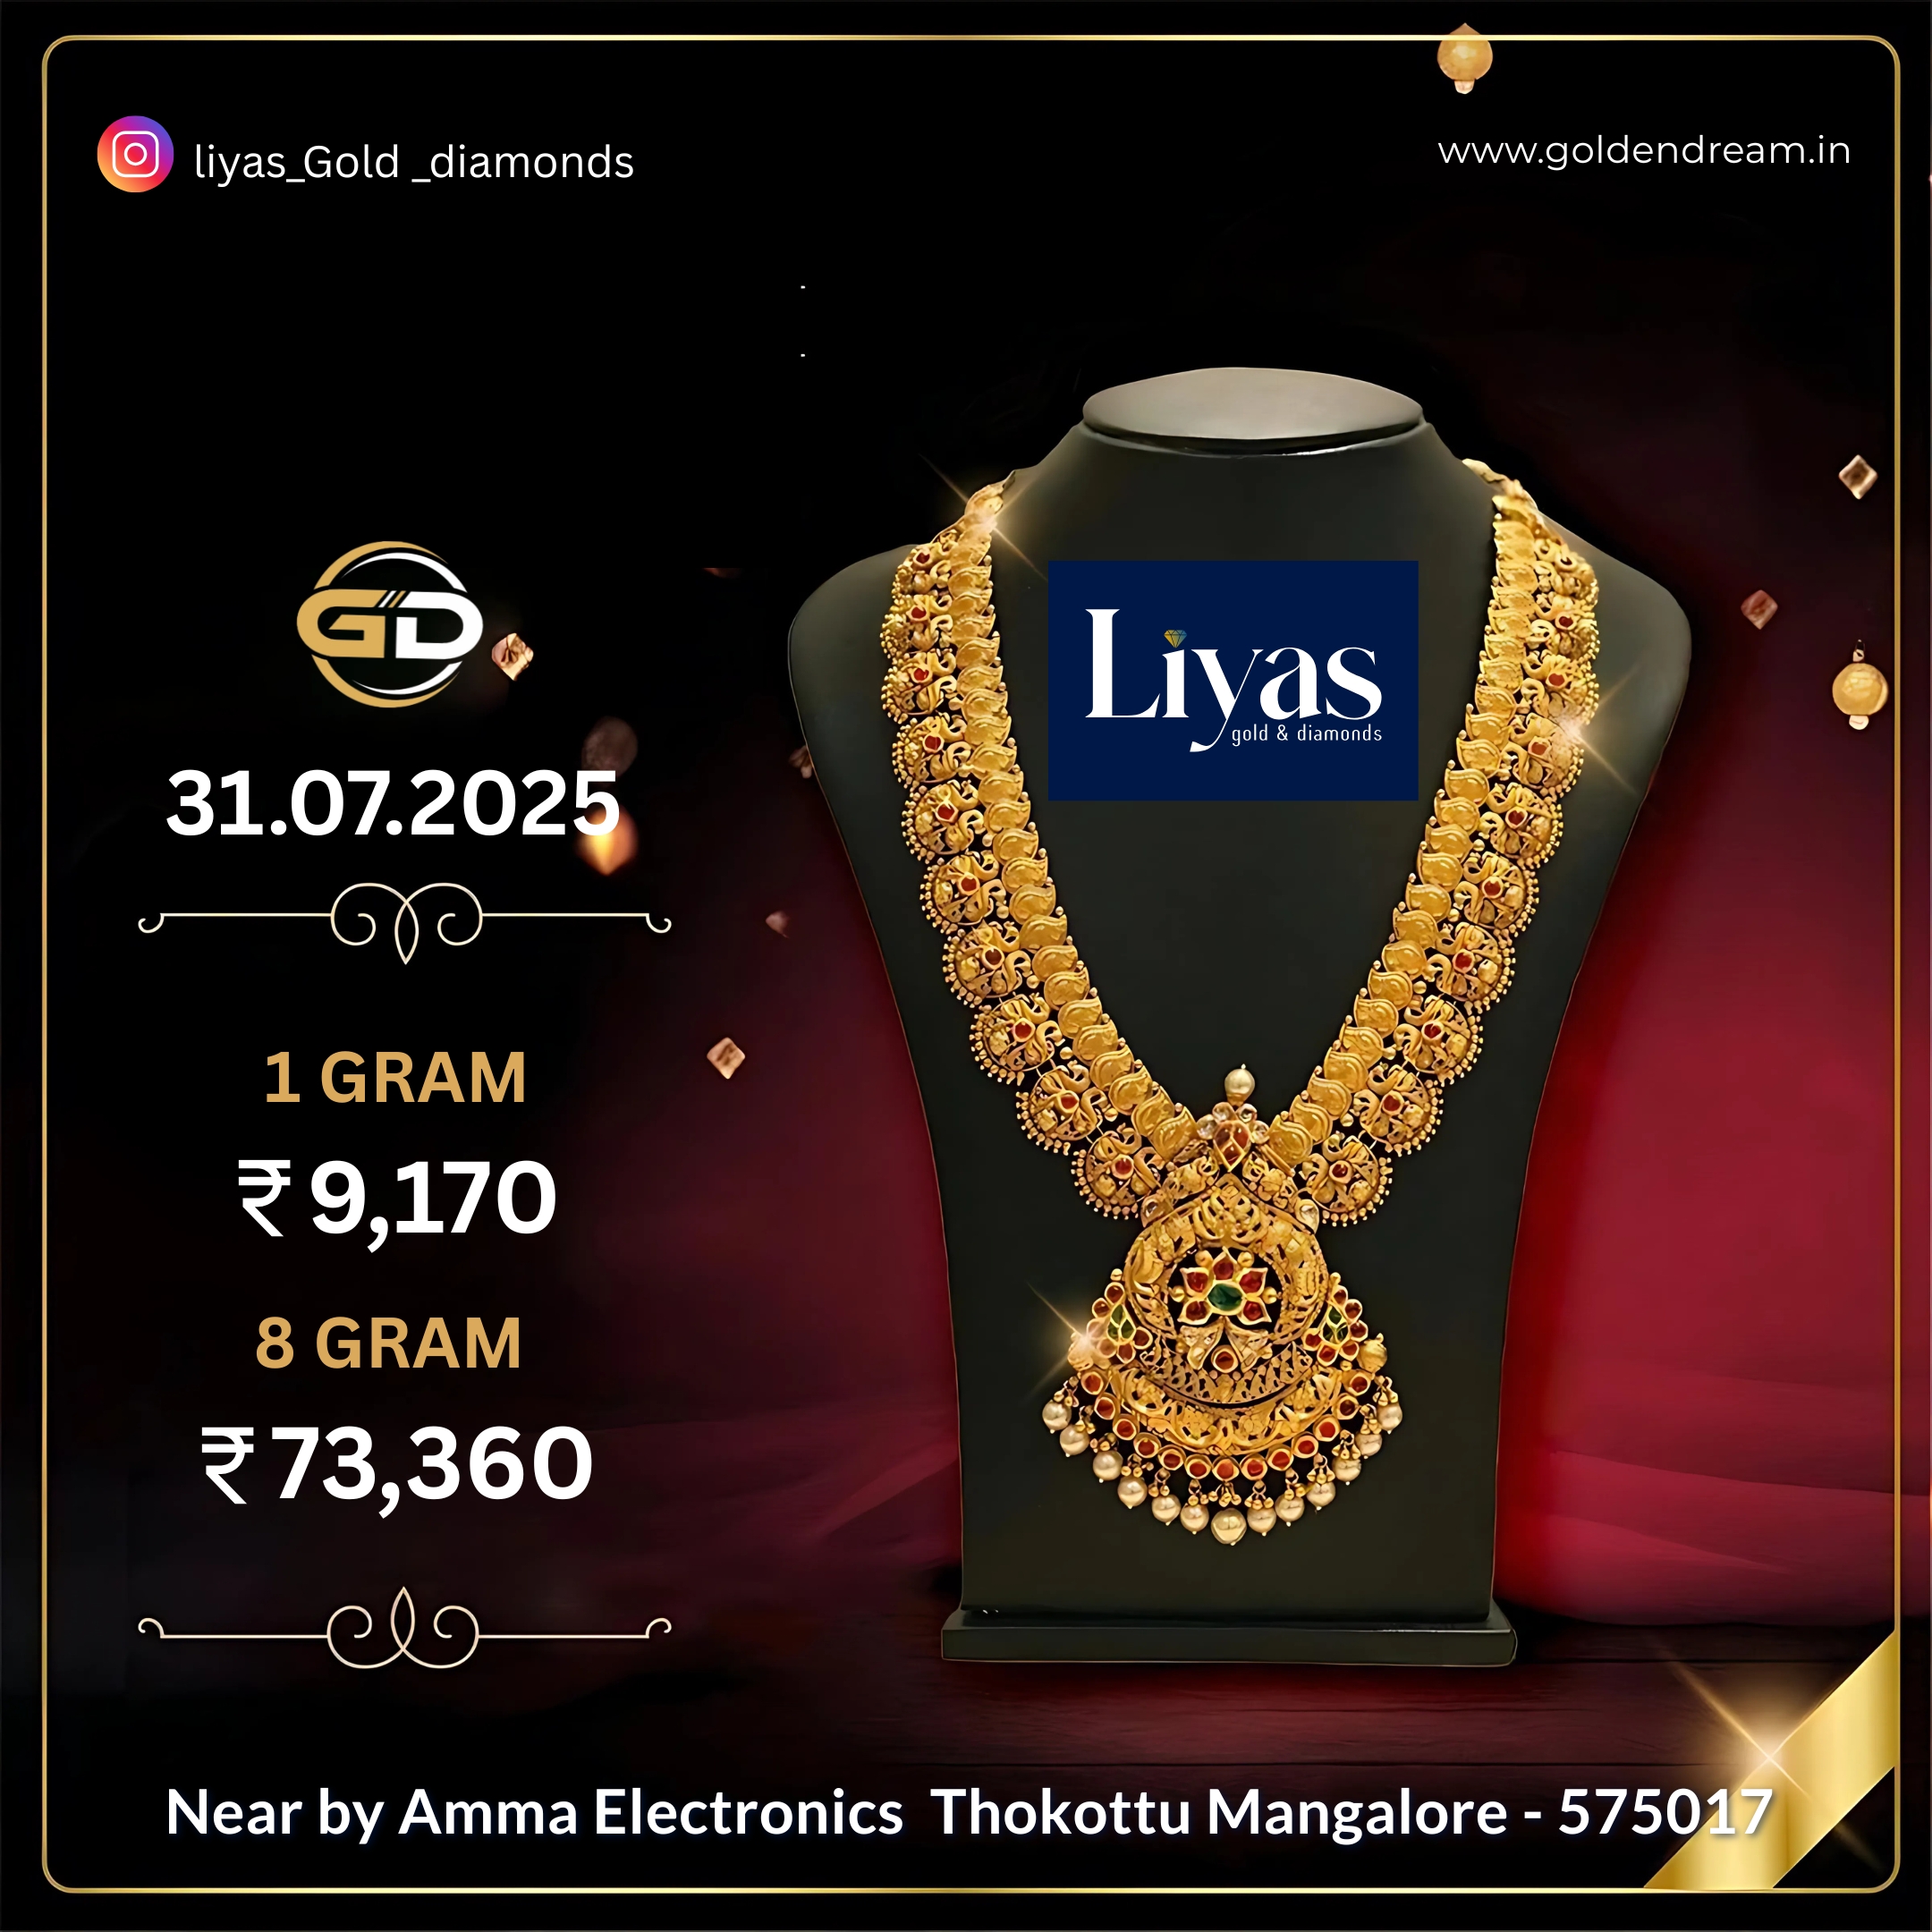 liyas_Gold _diamonds
www.goldendream.in
GD
Liyas
gold & diamonds
31.07.2025
1 GRAM
₹ 9,170
8 GRAM
₹ 73,360
Near by Amma Electronics Thokottu Mangalore - 575017